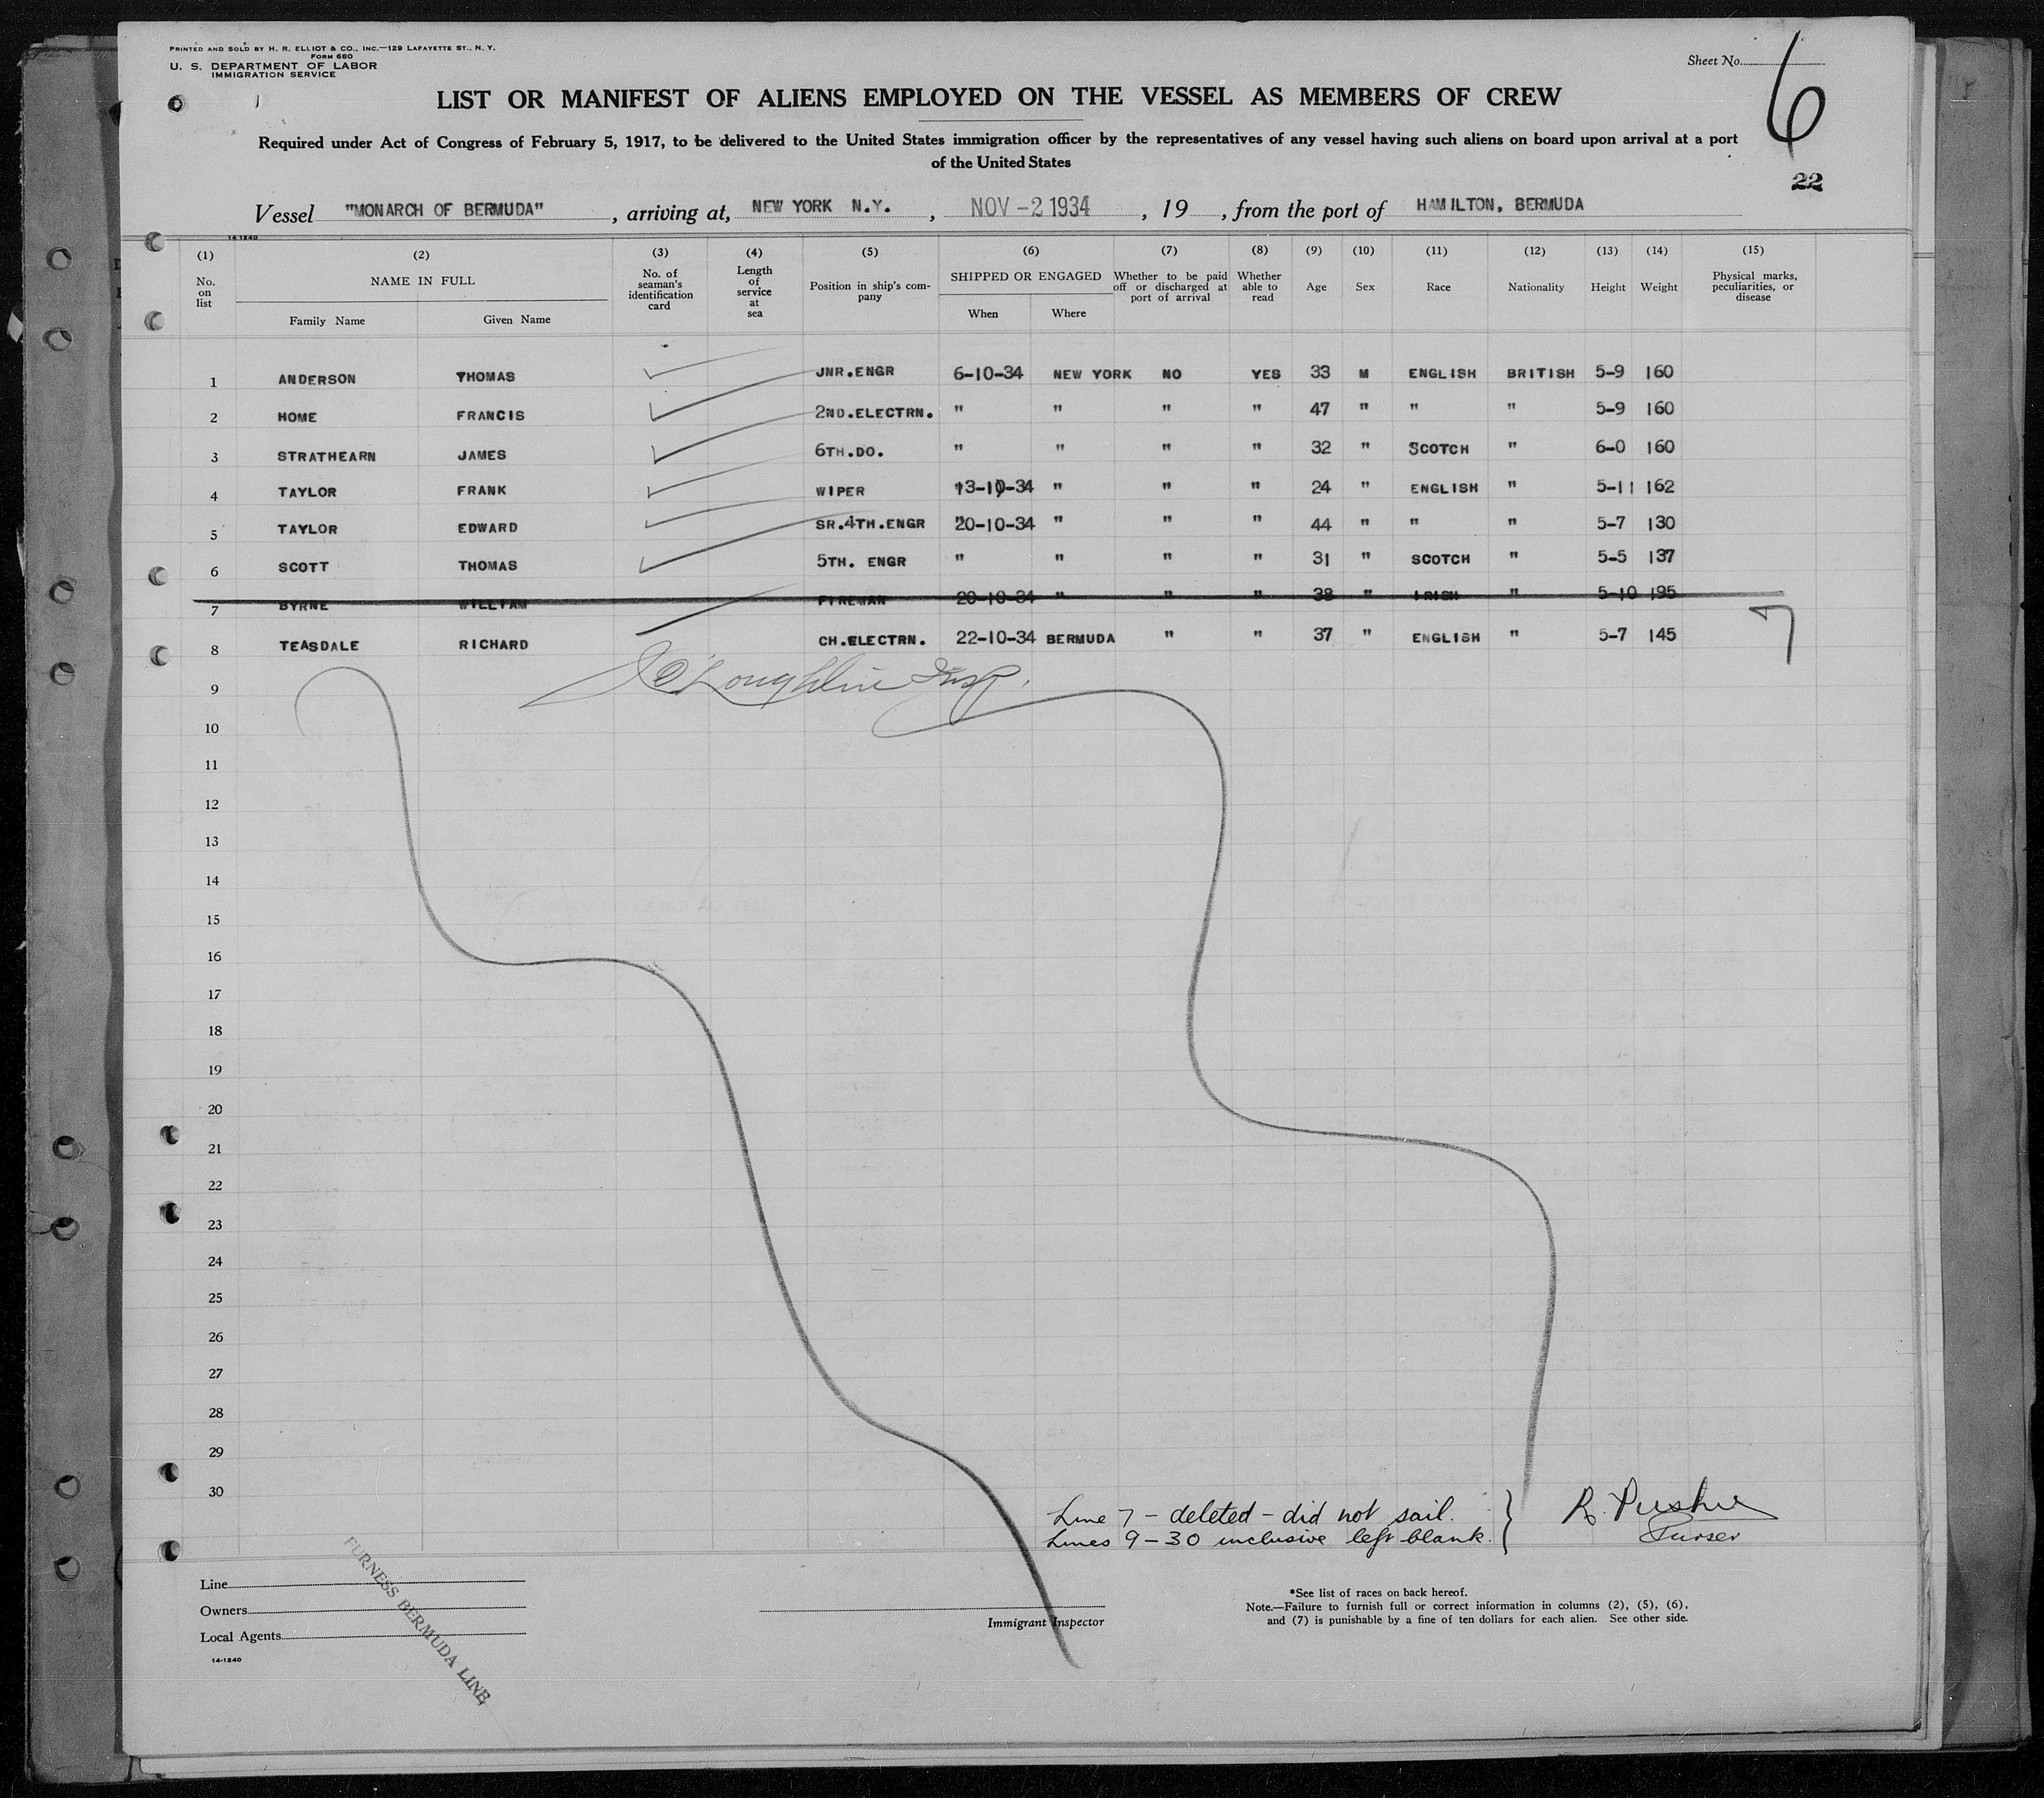 PRINTED AND SOLD BY H. R. ELLIOT & CO., INC.—129 LAFAYETTE ST., N. Y.
FORM 680
U. S. DEPARTMENT OF LABOR
IMMIGRATION SERVICE
Sheet No. 6
LIST OR MANIFEST OF ALIENS EMPLOYED ON THE VESSEL AS MEMBERS OF CREW
Required under Act of Congress of February 5, 1917, to be delivered to the United States immigration officer by the representatives of any vessel having such aliens on board upon arrival at a port
of the United States
22
Vessel "MONARCH OF BERMUDA", arriving at, NEW YORK N.Y., NOV -2 1934, 19 , from the port of HAMILTON, BERMUDA
14-1240
(1) (2) (3) (4) (5) (6) (7) (8) (9) (10) (11) (12) (13) (14) (15)
No. on list NAME IN FULL No. of seaman's identification card Length of service at sea Position in ship's company SHIPPED OR ENGAGED Whether to be paid off or discharged at port of arrival Whether able to read Age Sex Race Nationality Height Weight Physical marks, peculiarities, or disease
Family Name Given Name When Where
1 ANDERSON THOMAS JNR.ENGR 6-10-34 NEW YORK NO YES 33 M ENGLISH BRITISH 5-9 160
2 HOME FRANCIS 2ND.ELECTRN. " " " " 47 " " " 5-9 160
3 STRATHEARN JAMES 6TH.DO. " " " " 32 " SCOTCH " 6-0 160
4 TAYLOR FRANK WIPER 13-10-34 " " " 24 " ENGLISH " 5-11 162
5 TAYLOR EDWARD SR.4TH.ENGR 20-10-34 " " " 44 " " " 5-7 130
6 SCOTT THOMAS 5TH. ENGR " " " " 31 " SCOTCH " 5-5 137
7 BYRNE WILLIAM FIREMAN 20-10-34 " " " 38 " IRISH " 5-10 195
8 TEASDALE RICHARD CH.ELECTRN. 22-10-34 BERMUDA " " 37 " ENGLISH " 5-7 145
7
O'Loughlin Insp.
9
10
11
12
13
14
15
16
17
18
19
20
21
22
23
24
25
26
27
28
29
30
Line 7 - deleted - did not sail.
Lines 9-30 inclusive left blank.
R.
Purser
Line
Owners
Local Agents
14-1240
FURNESS BERMUDA LINE
Immigrant Inspector
*See list of races on back hereof.
Note.—Failure to furnish full or correct information in columns (2), (5), (6),
and (7) is punishable by a fine of ten dollars for each alien. See other side.